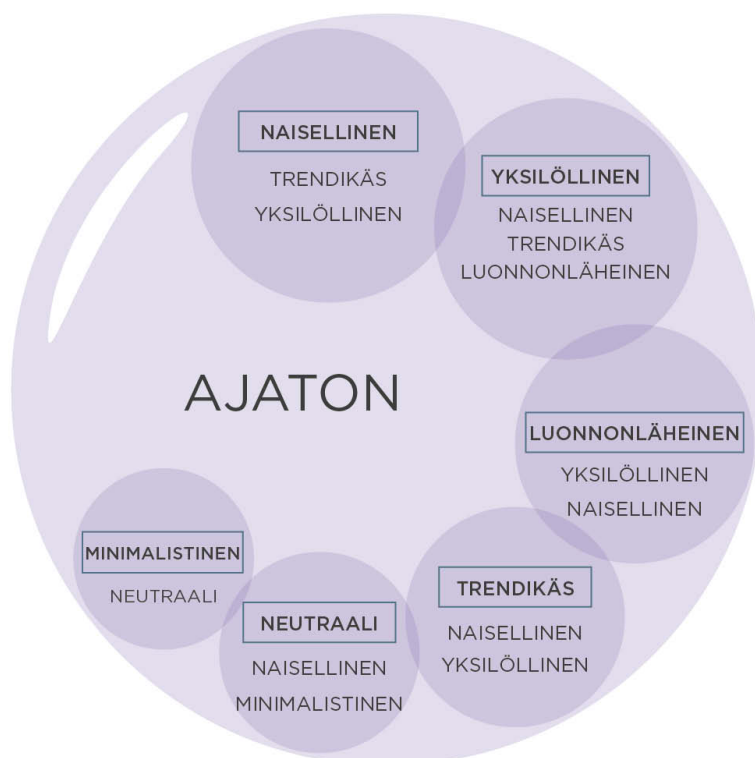 NAISELLINEN
TRENDIKÄS
YKSILÖLLINEN
YKSILÖLLINEN
NAISELLINEN
TRENDIKÄS
LUONNONLÄHEINEN
AJATON
LUONNONLÄHEINEN
YKSILÖLLINEN
NAISELLINEN
MINIMALISTINEN
NEUTRAALI
NEUTRAALI
NAISELLINEN
MINIMALISTINEN
TRENDIKÄS
NAISELLINEN
YKSILÖLLINEN